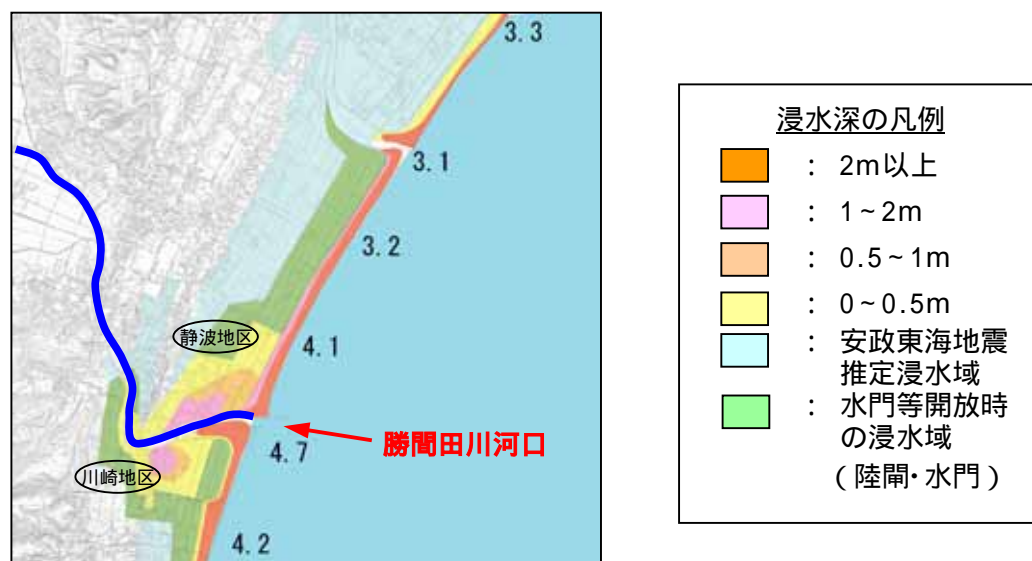 3.3
3.1
3.2
静波地区
4.1
勝間田川河口
4.7
川崎地区
4.2
浸水深の凡例
： 2m以上
： 1~2m
： 0.5~1m
： 0~0.5m
： 安政東海地震
推定浸水域
： 水門等開放時
の浸水域
（陸閘・水門）